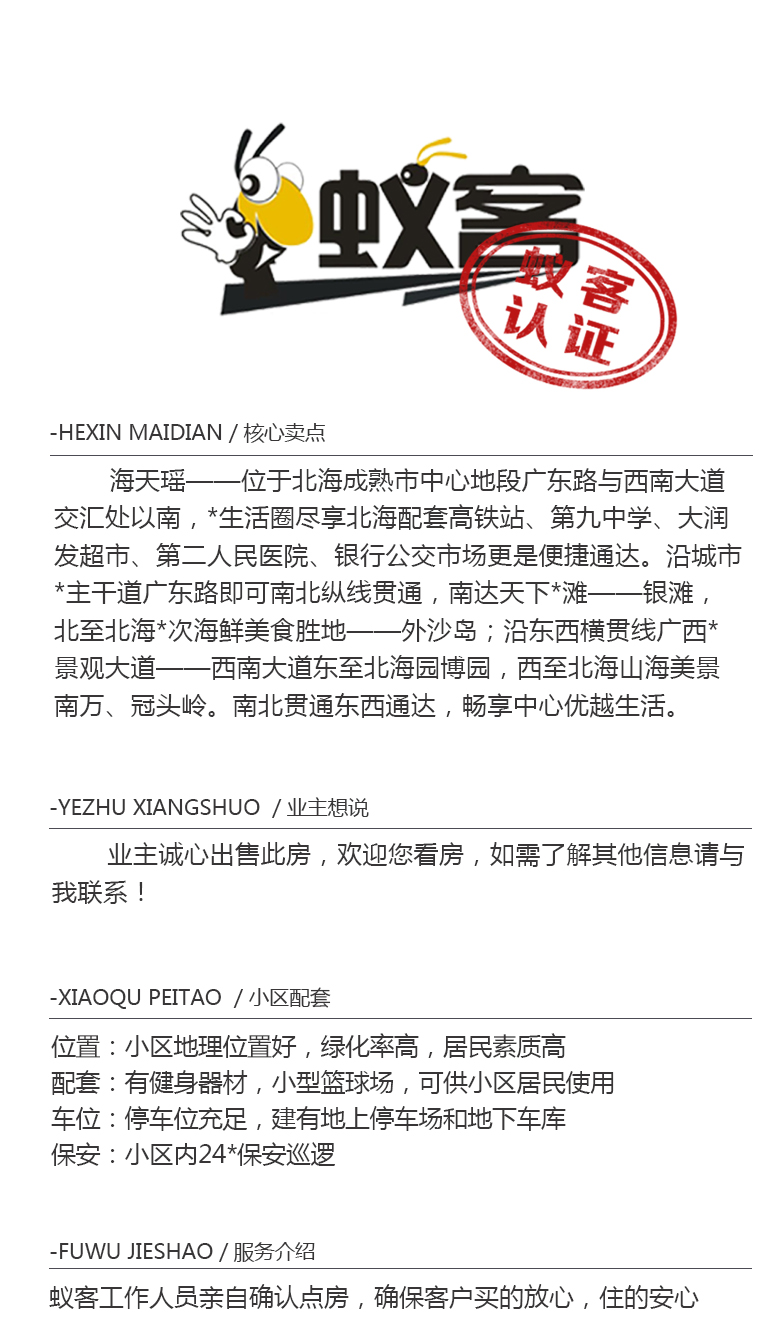 蚁客
蚁客
认证
-HEXIN MAIDIAN / 核心卖点
海天瑶——位于北海成熟市中心地段广东路与西南大道
交汇处以南，*生活圈尽享北海配套高铁站、第九中学、大润
发超市、第二人民医院、银行公交市场更是便捷通达。沿城市
*主干道广东路即可南北纵线贯通，南达天下*滩——银滩，
北至北海*次海鲜美食胜地——外沙岛；沿东西横贯线广西*
景观大道——西南大道东至北海园博园，西至北海山海美景
南万、冠头岭。南北贯通东西通达，畅享中心优越生活。
-YEZHU XIANGSHUO / 业主想说
业主诚心出售此房，欢迎您看房，如需了解其他信息请与
我联系！
-XIAOQU PEITAO / 小区配套
位置：小区地理位置好，绿化率高，居民素质高
配套：有健身器材，小型篮球场，可供小区居民使用
车位：停车位充足，建有地上停车场和地下车库
保安：小区内24*保安巡逻
-FUWU JIESHAO / 服务介绍
蚁客工作人员亲自确认点房，确保客户买的放心，住的安心